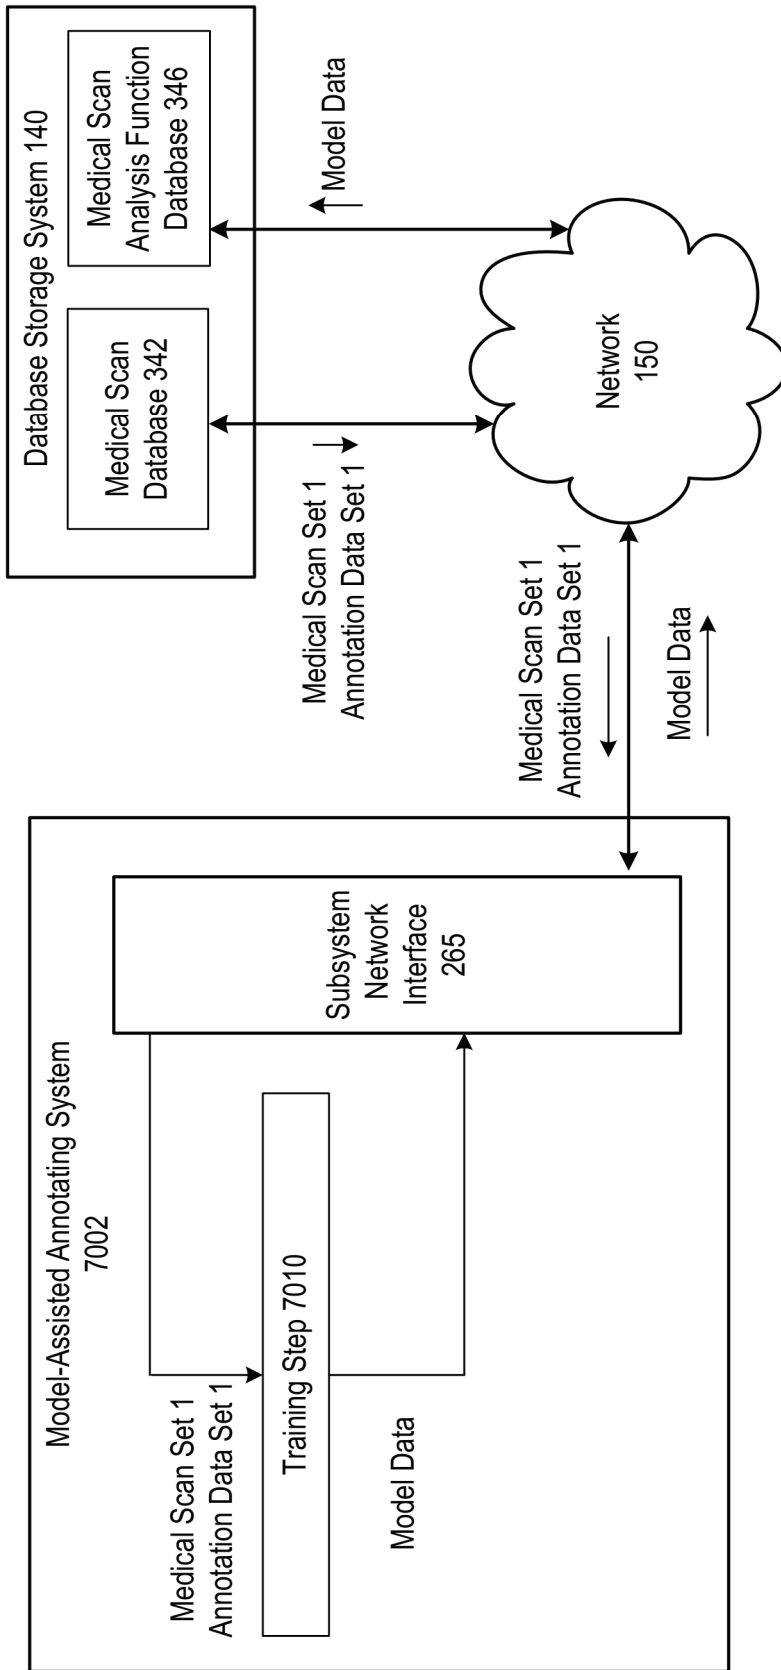 Model-Assisted Annotating System
7002
Medical Scan Set 1
Annotation Data Set 1
Training Step 7010
Model Data
Subsystem
Network
Interface
265
Medical Scan Set 1
Annotation Data Set 1
Model Data
Database Storage System 140
Medical Scan
Database 342
Medical Scan
Analysis Function
Database 346
Medical Scan Set 1
Annotation Data Set 1
Model Data
Network
150